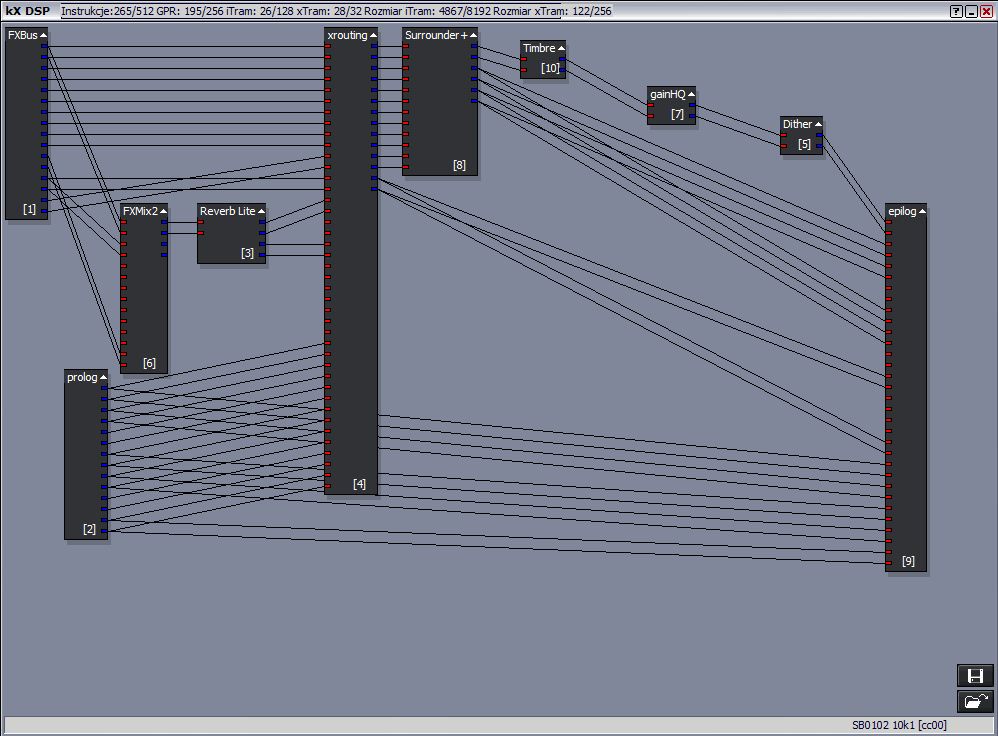 kX DSP Instrukcje:265/512 GPR: 195/256 iTram: 26/128 xTram: 28/32 Rozmiar iTram: 4867/8192 Rozmiar xTram: 122/256
FXBus
[1]
xrouting
[4]
Surrounder+
[8]
Timbre
[10]
gainHQ
[7]
Dither
[5]
FXMix2
[6]
Reverb Lite
[3]
epilog
[9]
prolog
[2]
SB0102 10k1 [cc00]